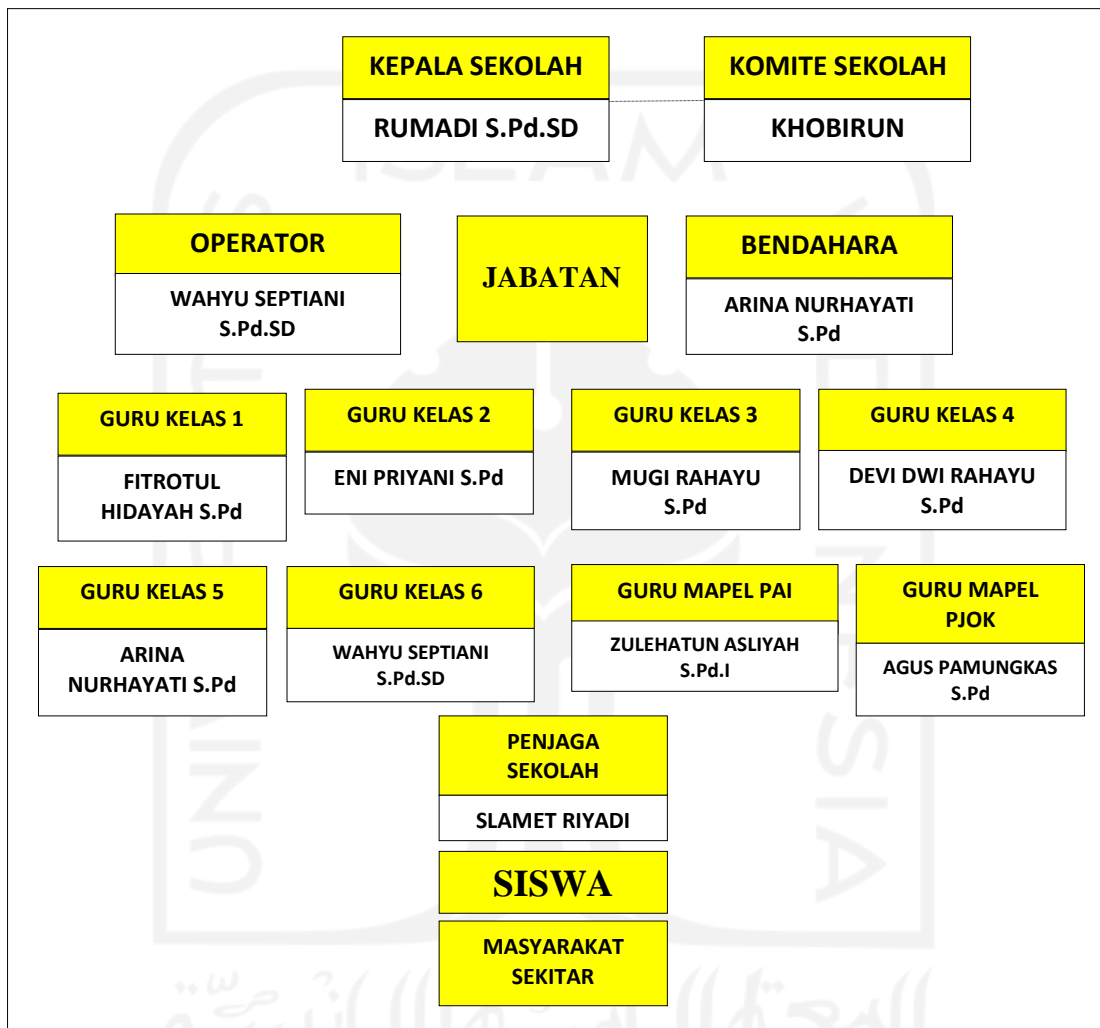 KEPALA SEKOLAH
RUMADI S.Pd.SD
KOMITE SEKOLAH
KHOBIRUN
OPERATOR
WAHYU SEPTIANI
S.Pd.SD
JABATAN
BENDAHARA
ARINA NURHAYATI
S.Pd
GURU KELAS 1
FITROTUL
HIDAYAH S.Pd
GURU KELAS 2
ENI PRIYANI S.Pd
GURU KELAS 3
MUGI RAHAYU
S.Pd
GURU KELAS 4
DEVI DWI RAHAYU
S.Pd
GURU KELAS 5
ARINA
NURHAYATI S.Pd
GURU KELAS 6
WAHYU SEPTIANI
S.Pd.SD
GURU MAPEL PAI
ZULEHATUN ASLIYAH
S.Pd.I
GURU MAPEL
PJOK
AGUS PAMUNGKAS
S.Pd
PENJAGA
SEKOLAH
SLAMET RIYADI
SISWA
MASYARAKAT
SEKITAR
ISLAM